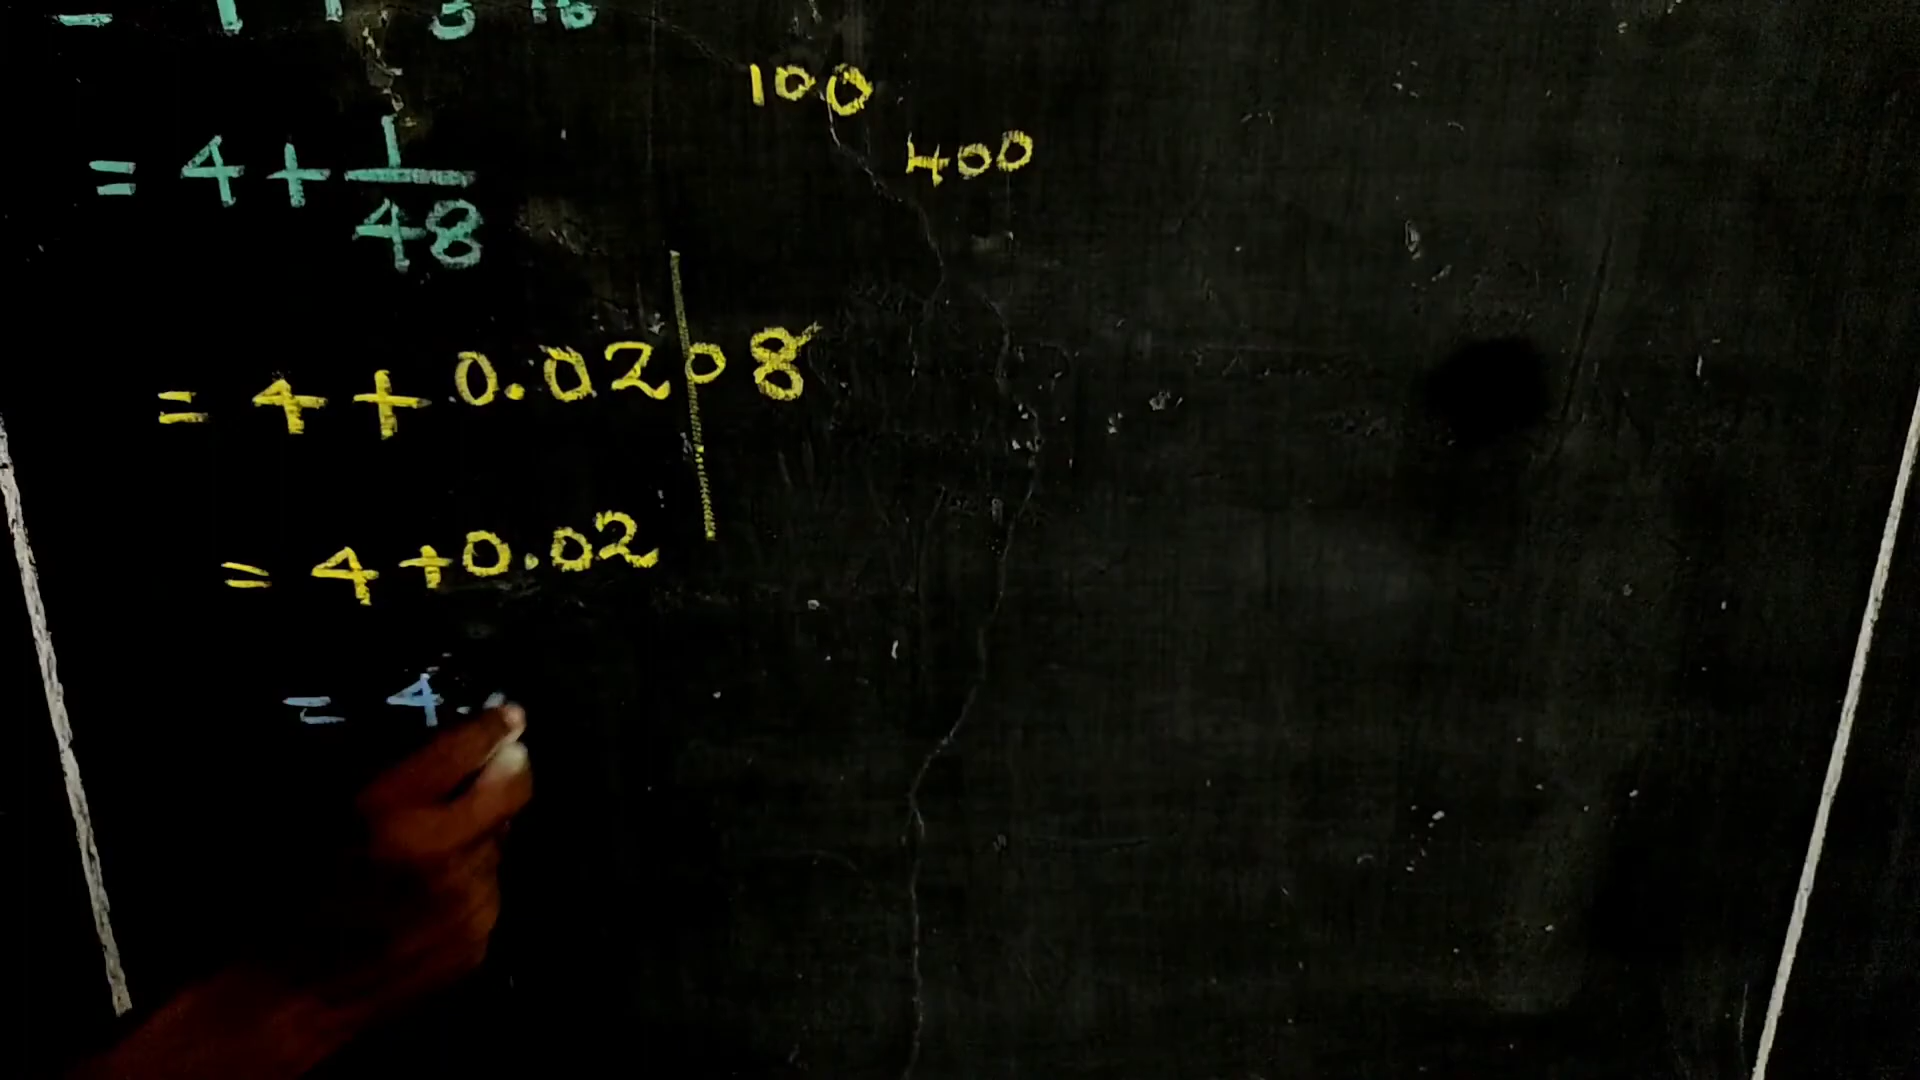 100
400
= 4 + 1/48
= 4 + 0.0208
= 4 + 0.02
= 4.